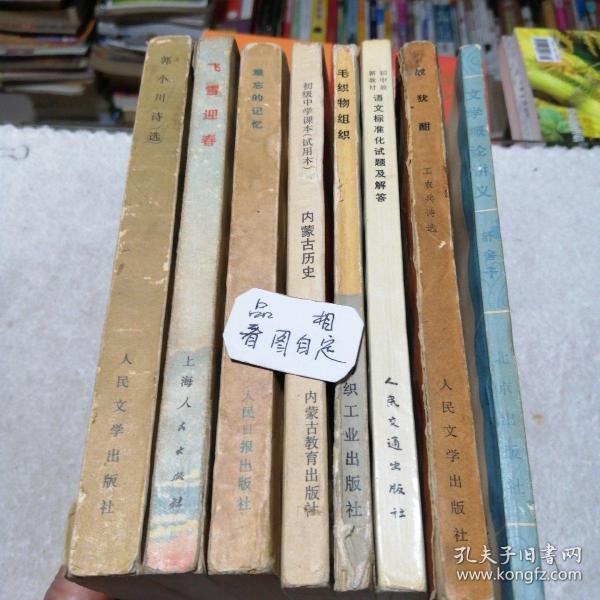 郭小川诗选
人民文学出版社
飞雪迎春
上海人民出版社
难忘的记忆
人民日报出版社
初级中学课本（试用本）
内蒙古历史
内蒙古教育出版社
毛织物组织
织工业出版社
初中新教材
语文标准化试题及解答
人民交通出版社
战犹酣
工农兵诗选
人民文学出版社
文学概论讲义
北京出版社
品相
看图自定
孔夫子旧书网
www.kongfz.com